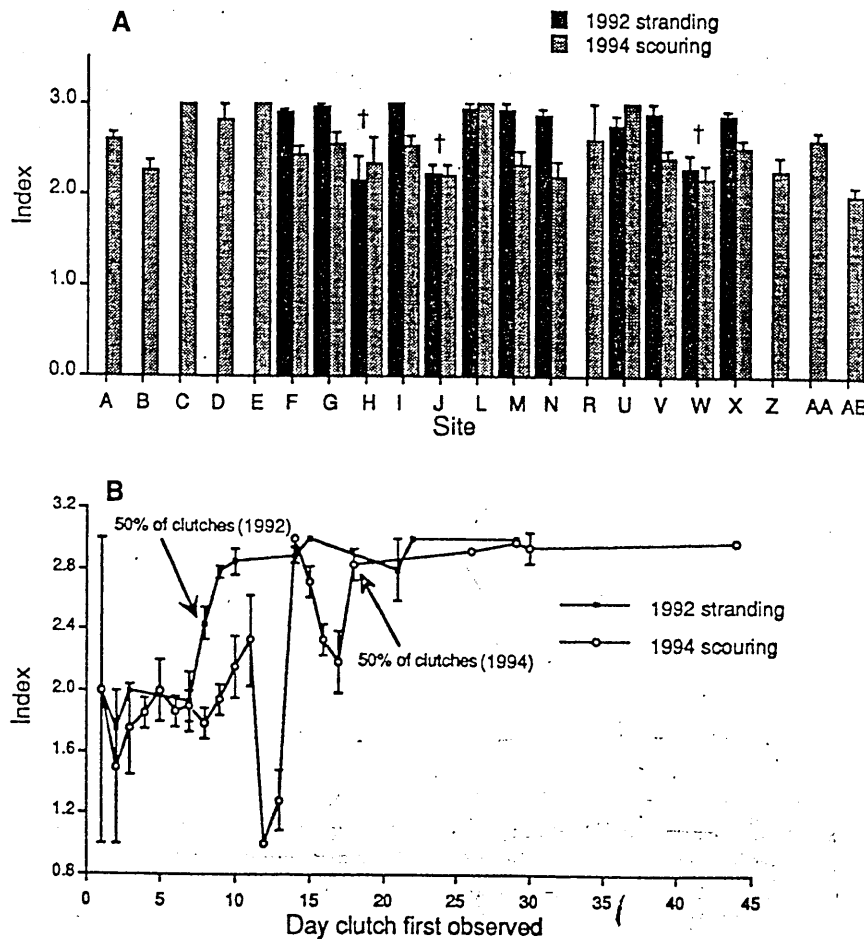 A
1992 stranding
1994 scouring
Index
3.0
2.0
1.0
0.0
† † †
A B C D E F G H I J L M N R U V W X Z AA AB
Site
B
Index
3.2
2.8
2.4
2.0
1.6
1.2
0.8
50% of clutches (1992)
50% of clutches (1994)
1992 stranding
1994 scouring
0 5 10 15 20 25 30 35 40 45
Day clutch first observed